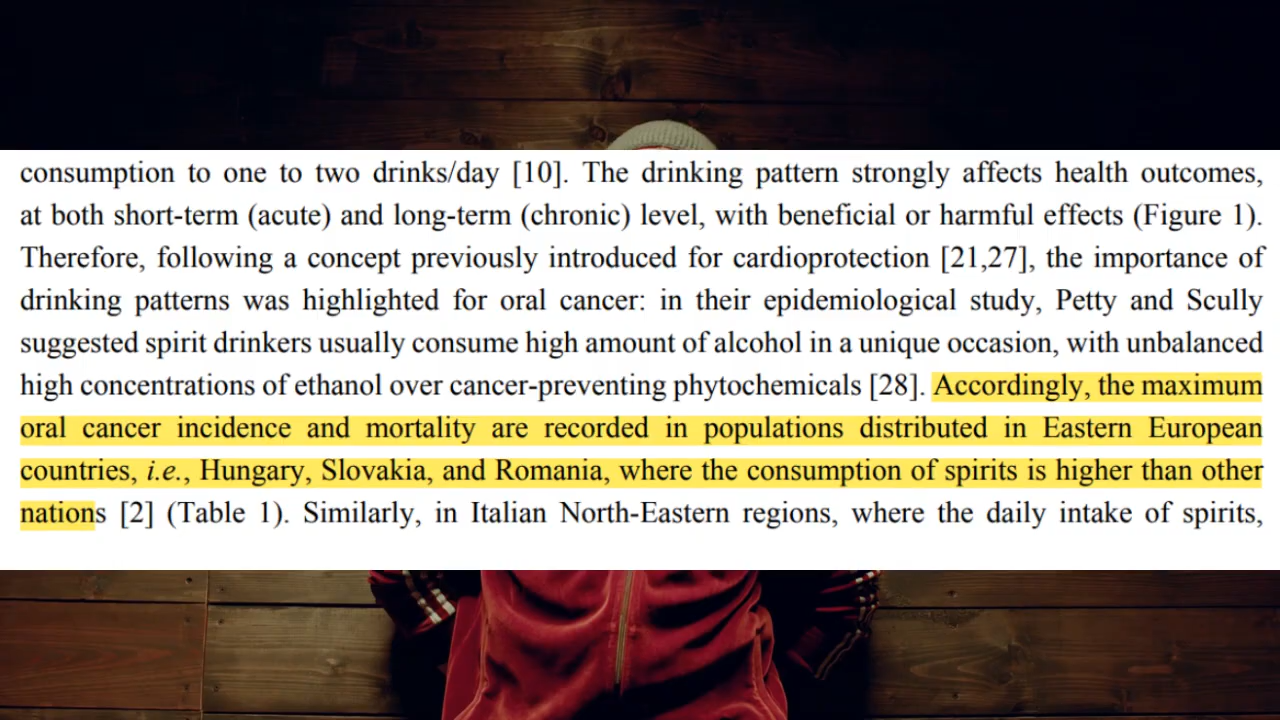 consumption to one to two drinks/day [10]. The drinking pattern strongly affects health outcomes,
at both short-term (acute) and long-term (chronic) level, with beneficial or harmful effects (Figure 1).
Therefore, following a concept previously introduced for cardioprotection [21,27], the importance of
drinking patterns was highlighted for oral cancer: in their epidemiological study, Petty and Scully
suggested spirit drinkers usually consume high amount of alcohol in a unique occasion, with unbalanced
high concentrations of ethanol over cancer-preventing phytochemicals [28]. Accordingly, the maximum
oral cancer incidence and mortality are recorded in populations distributed in Eastern European
countries, i.e., Hungary, Slovakia, and Romania, where the consumption of spirits is higher than other
nations [2] (Table 1). Similarly, in Italian North-Eastern regions, where the daily intake of spirits,